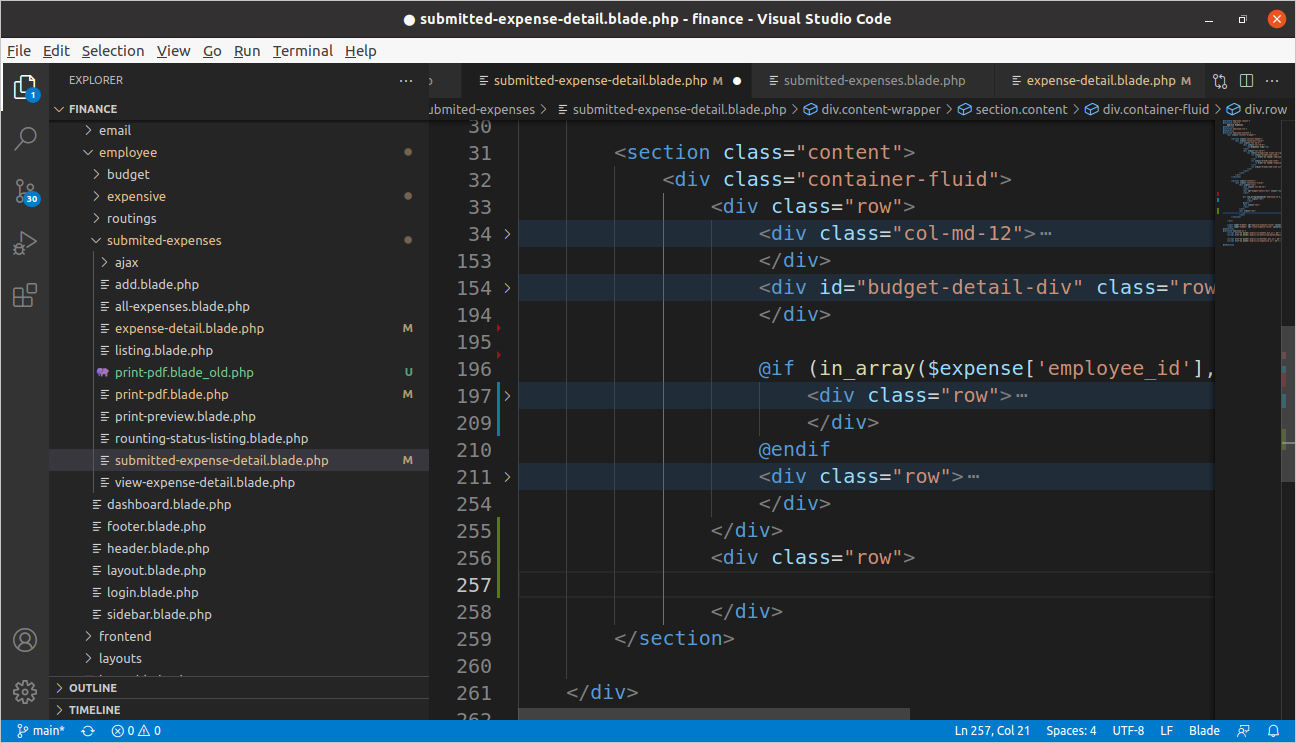 ● submitted-expense-detail.blade.php - finance - Visual Studio Code
File Edit Selection View Go Run Terminal Help
EXPLORER ···
submitted-expense-detail.blade.php M ●
submitted-expenses.blade.php
expense-detail.blade.php M
FINANCE
ubmited-expenses > submitted-expense-detail.blade.php > div.content-wrapper > section.content > div.container-fluid > div.row
email
employee
budget
expensive
routings
submited-expenses
ajax
add.blade.php
all-expenses.blade.php
expense-detail.blade.php M
listing.blade.php
print-pdf.blade_old.php U
print-pdf.blade.php M
print-preview.blade.php
rounting-status-listing.blade.php
submitted-expense-detail.blade.php M
view-expense-detail.blade.php
dashboard.blade.php
footer.blade.php
header.blade.php
layout.blade.php
login.blade.php
sidebar.blade.php
frontend
layouts
OUTLINE
TIMELINE
1
30
30
31 <section class="content">
32 <div class="container-fluid">
33 <div class="row">
34 <div class="col-md-12">···
153 </div>
154 <div id="budget-detail-div" class="row
194 </div>
195
196 @if (in_array($expense['employee_id'],
197 <div class="row">···
209 </div>
210 @endif
211 <div class="row">···
254 </div>
255 </div>
256 <div class="row">
257
258 </div>
259 </section>
260
261 </div>
262
main* 0 0 Ln 257, Col 21 Spaces: 4 UTF-8 LF Blade